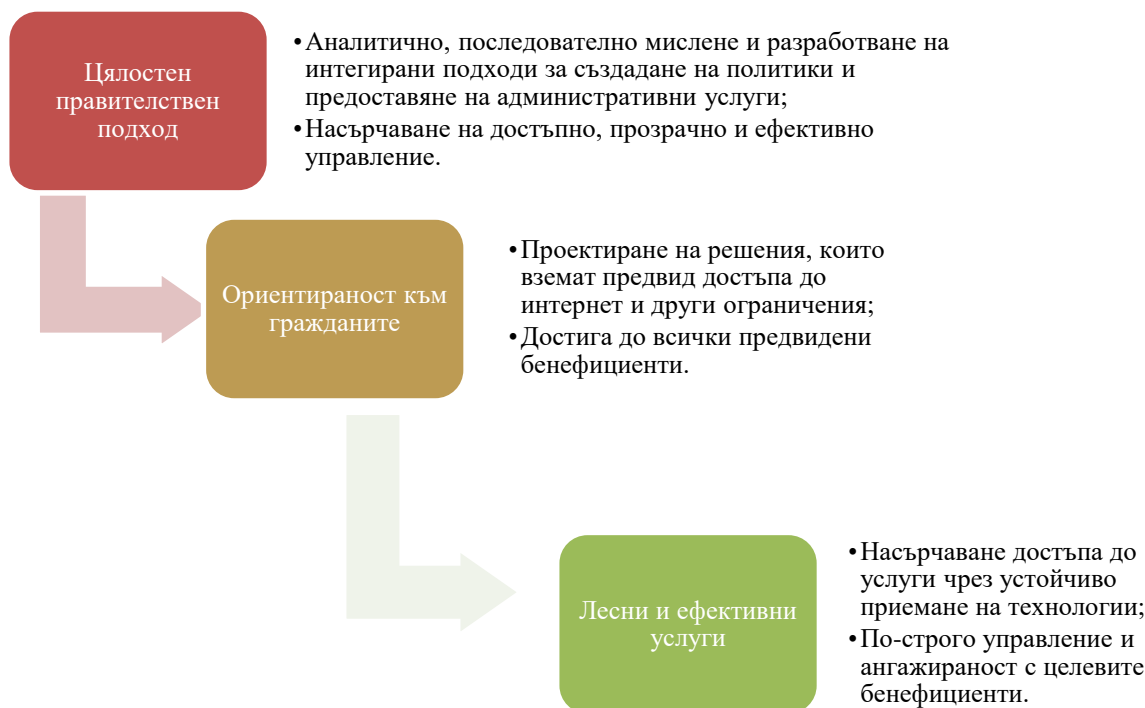 Цялостен
правителствен
подход
•Аналитично, последователно мислене и разработване на
интегирани подходи за създадане на политики и
предоставяне на административни услуги;
•Насърчаване на достъпно, прозрачно и ефективно
управление.
Ориентираност към
гражданите
•Проектиране на решения, които
вземат предвид достъпа до
интернет и други ограничения;
•Достига до всички предвидени
бенефициенти.
Лесни и ефективни
услуги
•Насърчаване достъпа до
услуги чрез устойчиво
приемане на технологии;
•По-строго управление и
ангажираност с целевите
бенефициенти.